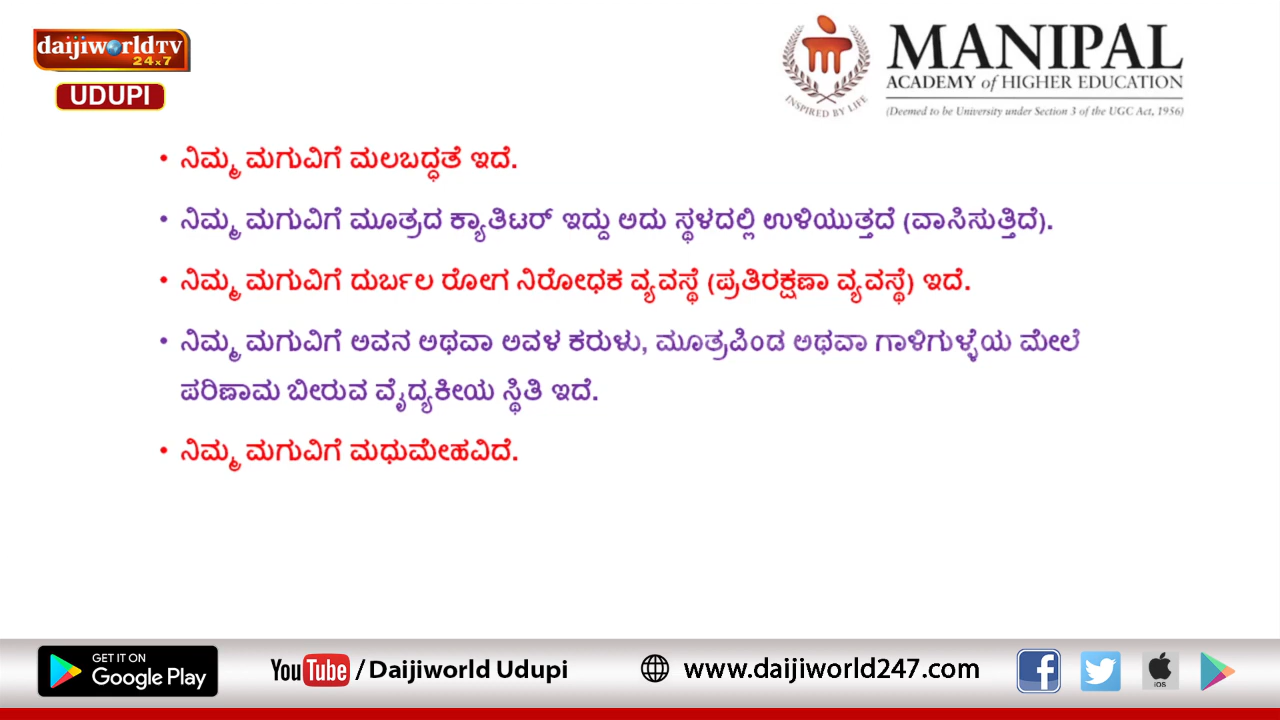 daijiworldTV
24x7
UDUPI
INSPIRED BY LIFE
MANIPAL
ACADEMY of HIGHER EDUCATION
(Deemed to be University under Section 3 of the UGC Act, 1956)
• ನಿಮ್ಮ ಮಗುವಿಗೆ ಮಲಬದ್ಧತೆ ಇದೆ.
• ನಿಮ್ಮ ಮಗುವಿಗೆ ಮೂತ್ರದ ಕ್ಯಾತಿಟರ್ ಇದ್ದು ಅದು ಸ್ಥಳದಲ್ಲಿ ಉಳಿಯುತ್ತದೆ (ವಾಸಿಸುತ್ತಿದೆ).
• ನಿಮ್ಮ ಮಗುವಿಗೆ ದುರ್ಬಲ ರೋಗ ನಿರೋಧಕ ವ್ಯವಸ್ಥೆ (ಪ್ರತಿರಕ್ಷಣಾ ವ್ಯವಸ್ಥೆ) ಇದೆ.
• ನಿಮ್ಮ ಮಗುವಿಗೆ ಅವನ ಅಥವಾ ಅವಳ ಕರುಳು, ಮೂತ್ರಪಿಂಡ ಅಥವಾ ಗಾಳಿಗುಳ್ಳೆಯ ಮೇಲೆ
ಪರಿಣಾಮ ಬೀರುವ ವೈದ್ಯಕೀಯ ಸ್ಥಿತಿ ಇದೆ.
• ನಿಮ್ಮ ಮಗುವಿಗೆ ಮಧುಮೇಹವಿದೆ.
GET IT ON
Google Play
YouTube /Daijiworld Udupi
www.daijiworld247.com
iOS